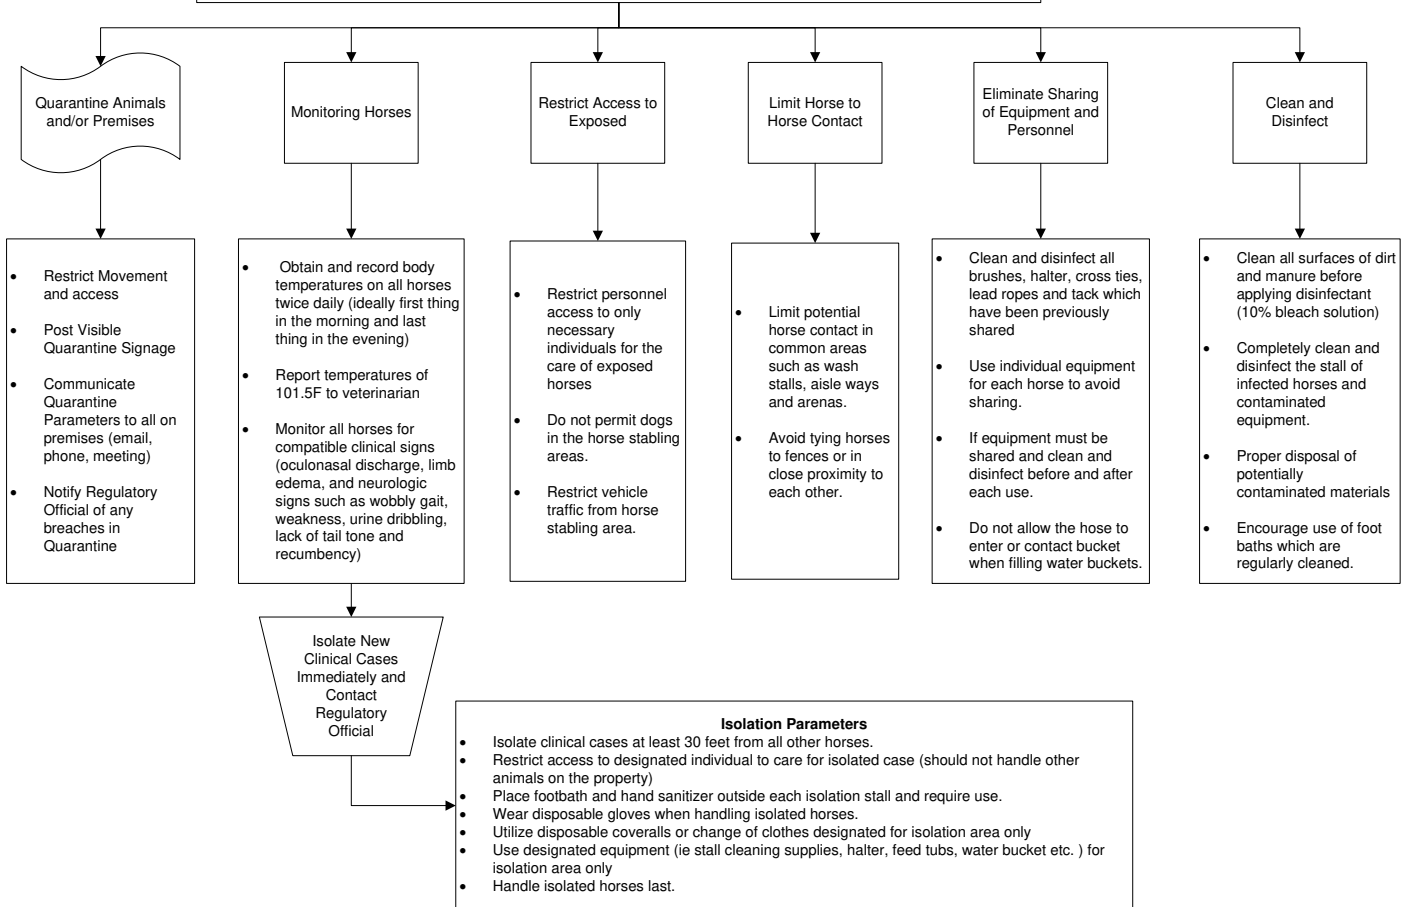 Quarantine Animals
and/or Premises
Monitoring Horses
Restrict Access to
Exposed
Limit Horse to
Horse Contact
Eliminate Sharing
of Equipment and
Personnel
Clean and
Disinfect
• Restrict Movement
and access
• Post Visible
Quarantine Signage
• Communicate
Quarantine
Parameters to all on
premises (email,
phone, meeting)
• Notify Regulatory
Official of any
breaches in
Quarantine
• Obtain and record body
temperatures on all horses
twice daily (ideally first thing
in the morning and last
thing in the evening)
• Report temperatures of
101.5F to veterinarian
• Monitor all horses for
compatible clinical signs
(oculonasal discharge, limb
edema, and neurologic
signs such as wobbly gait,
weakness, urine dribbling,
lack of tail tone and
recumbency)
• Restrict personnel
access to only
necessary
individuals for the
care of exposed
horses
• Do not permit dogs
in the horse stabling
areas.
• Restrict vehicle
traffic from horse
stabling area.
• Limit potential
horse contact in
common areas
such as wash
stalls, aisle ways
and arenas.
• Avoid tying horses
to fences or in
close proximity to
each other.
• Clean and disinfect all
brushes, halter, cross ties,
lead ropes and tack which
have been previously
shared
• Use individual equipment
for each horse to avoid
sharing.
• If equipment must be
shared and clean and
disinfect before and after
each use.
• Do not allow the hose to
enter or contact bucket
when filling water buckets.
• Clean all surfaces of dirt
and manure before
applying disinfectant
(10% bleach solution)
• Completely clean and
disinfect the stall of
infected horses and
contaminated
equipment.
• Proper disposal of
potentially
contaminated materials
• Encourage use of foot
baths which are
regularly cleaned.
Isolate New
Clinical Cases
Immediately and
Contact
Regulatory
Official
Isolation Parameters
• Isolate clinical cases at least 30 feet from all other horses.
• Restrict access to designated individual to care for isolated case (should not handle other
animals on the property)
• Place footbath and hand sanitizer outside each isolation stall and require use.
• Wear disposable gloves when handling isolated horses.
• Utilize disposable coveralls or change of clothes designated for isolation area only
• Use designated equipment (ie stall cleaning supplies, halter, feed tubs, water bucket etc. ) for
isolation area only
• Handle isolated horses last.